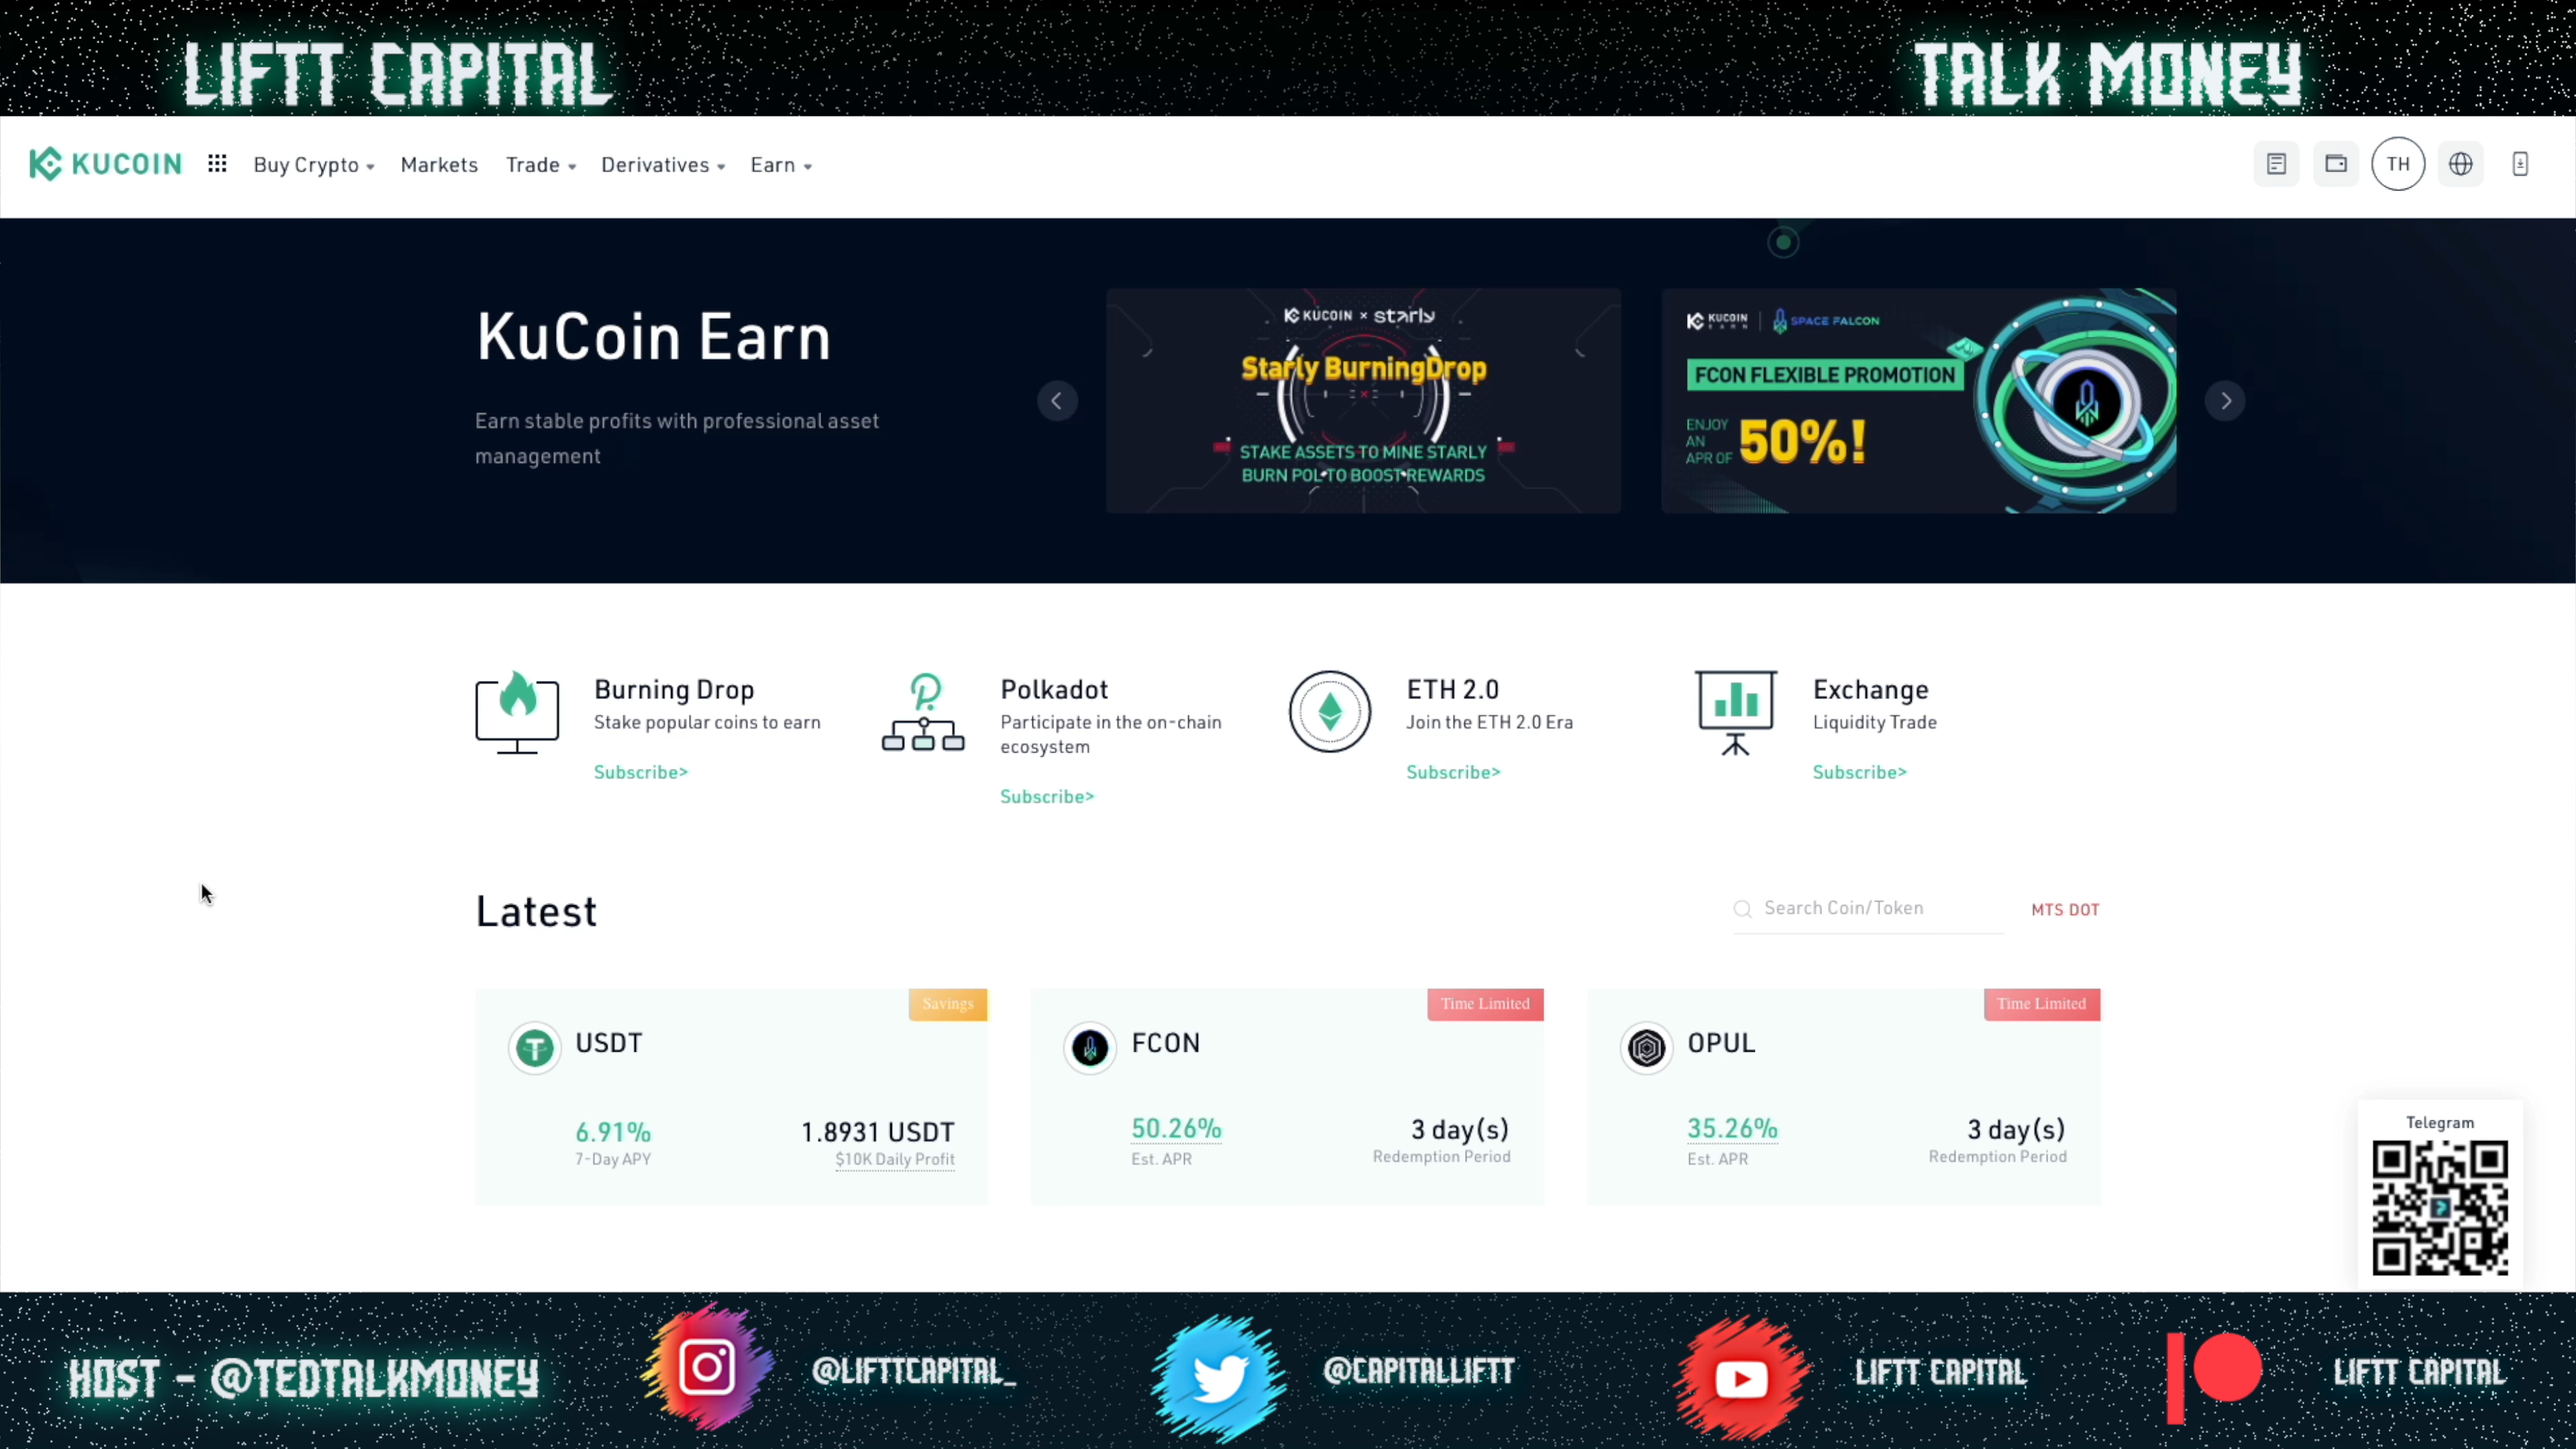 LIFTT CAPITAL
TALK MONEY
KUCOIN
Buy Crypto
Markets
Trade
Derivatives
Earn
TH
KuCoin Earn
Earn stable profits with professional asset
management
KUCOIN × stʌrly
Starly BurningDrop
STAKE ASSETS TO MINE STARLY
BURN POL TO BOOST REWARDS
KUCOIN
EARN
SPACE FALCON
FCON FLEXIBLE PROMOTION
ENJOY
AN
APR OF
50%!
Burning Drop
Stake popular coins to earn
Subscribe>
Polkadot
Participate in the on-chain
ecosystem
Subscribe>
ETH 2.0
Join the ETH 2.0 Era
Subscribe>
Exchange
Liquidity Trade
Subscribe>
Latest
Search Coin/Token
MTS DOT
Savings
USDT
6.91%
7-Day APY
1.8931 USDT
$10K Daily Profit
Time Limited
FCON
50.26%
Est. APR
3 day(s)
Redemption Period
Time Limited
OPUL
35.26%
Est. APR
3 day(s)
Redemption Period
Telegram
HOST - @TEDTALKMONEY
@LIFTTCAPITAL_
@CAPITALLIFTT
LIFTT CAPITAL
LIFTT CAPITAL